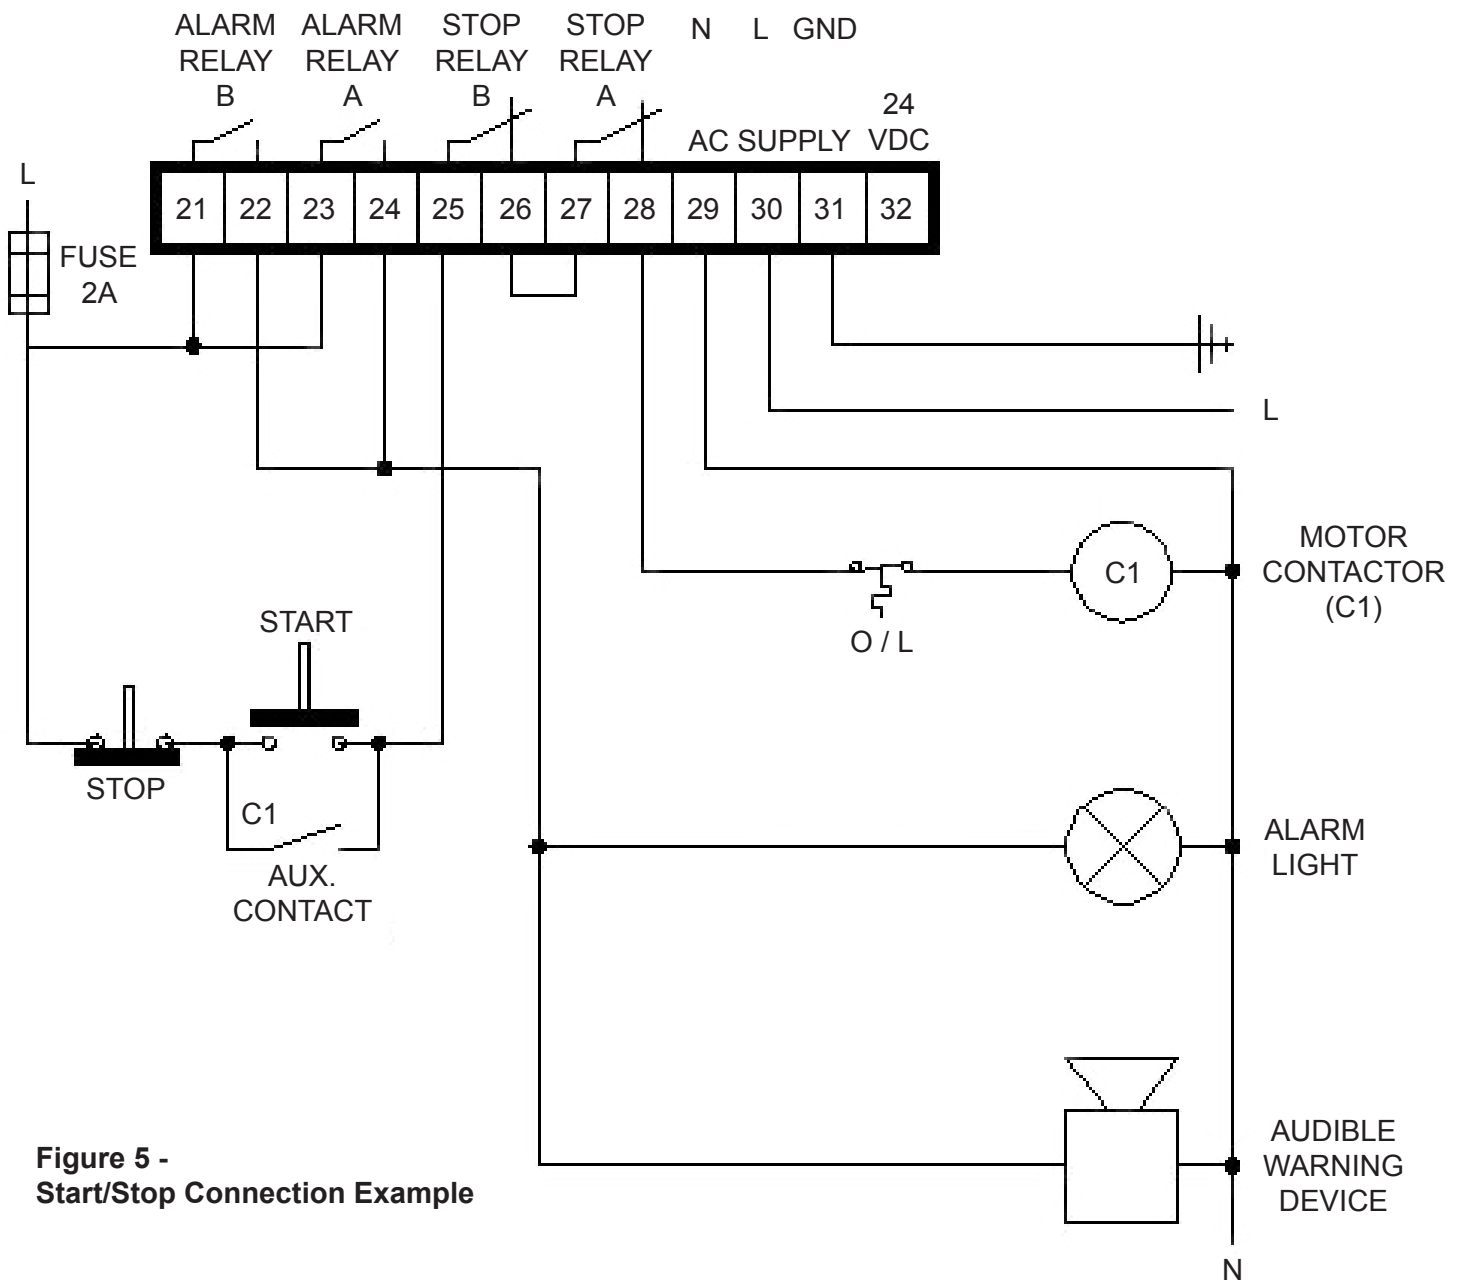 ALARM ALARM STOP STOP N L GND
RELAY RELAY RELAY RELAY
B A B A
24
AC SUPPLY VDC
L
21 22 23 24 25 26 27 28 29 30 31 32
FUSE
2A
L
MOTOR
CONTACTOR
(C1)
C1
O / L
START
STOP
C1
AUX.
CONTACT
ALARM
LIGHT
AUDIBLE
WARNING
DEVICE
Figure 5 -
Start/Stop Connection Example
N